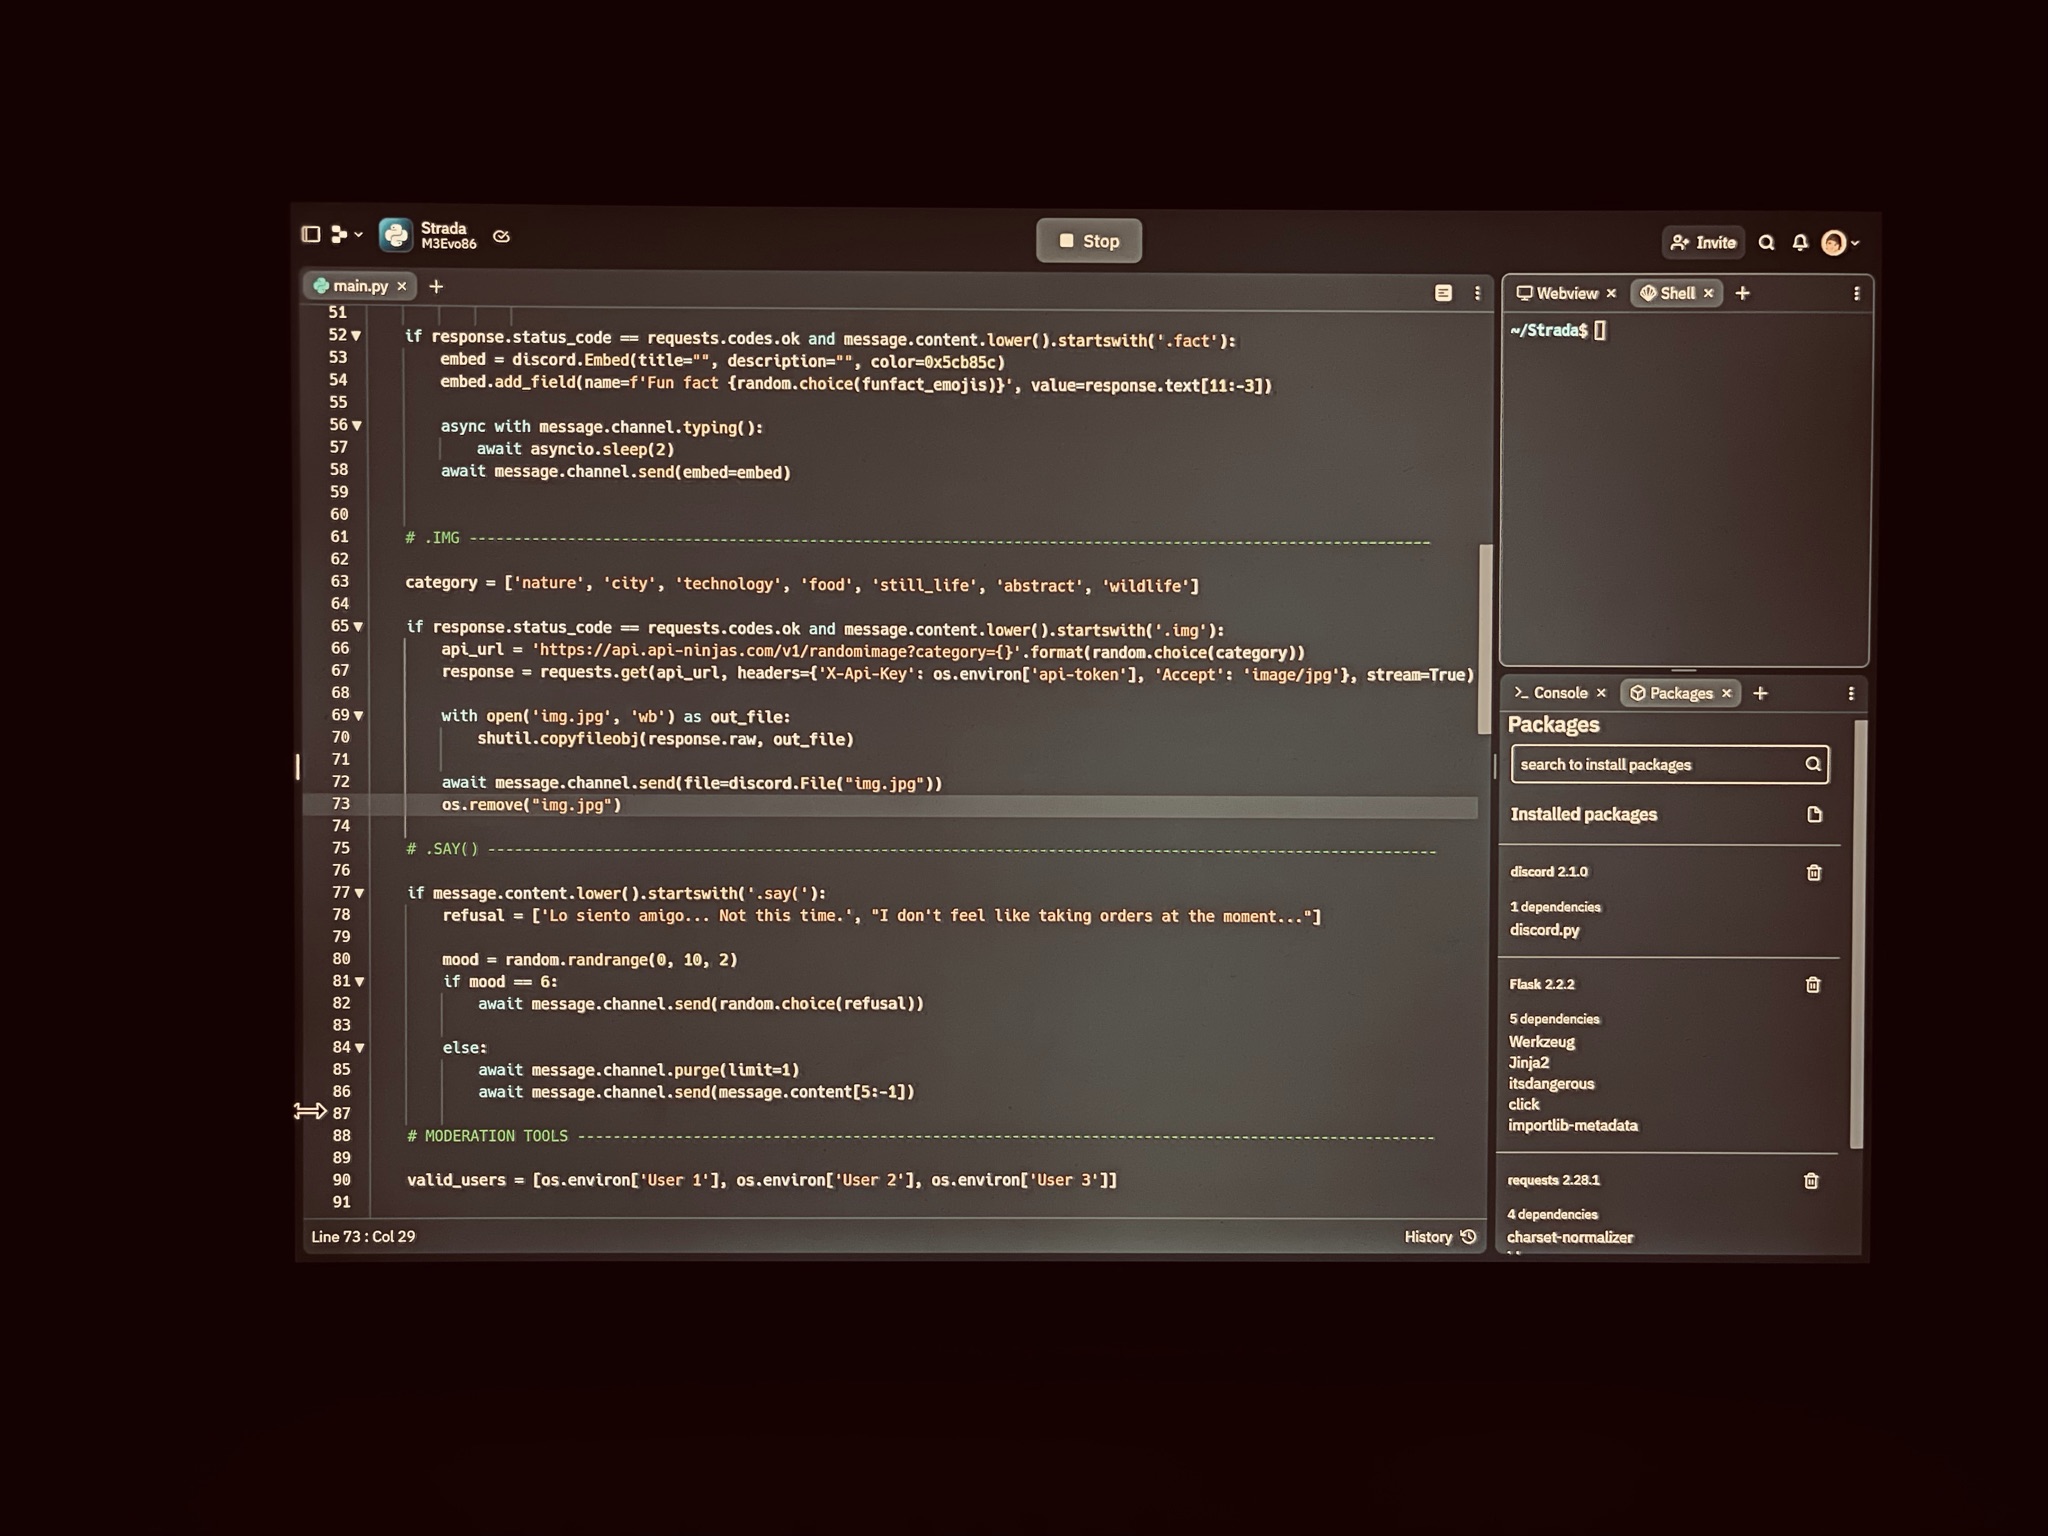 Strada
M3Evo86
Stop
Invite
main.py
51
52 if response.status_code == requests.codes.ok and message.content.lower().startswith('.fact'):
53 embed = discord.Embed(title="", description="", color=0x5cb85c)
54 embed.add_field(name=f'Fun fact {random.choice(funfact_emojis)}', value=response.text[11:-3])
55
56 async with message.channel.typing():
57 await asyncio.sleep(2)
58 await message.channel.send(embed=embed)
59
60
61 # .IMG -----------------------------------------------------------------------------------------------------------
62
63 category = ['nature', 'city', 'technology', 'food', 'still_life', 'abstract', 'wildlife']
64
65 if response.status_code == requests.codes.ok and message.content.lower().startswith('.img'):
66 api_url = 'https://api.api-ninjas.com/v1/randomimage?category={}'.format(random.choice(category))
67 response = requests.get(api_url, headers={'X-Api-Key': os.environ['api-token'], 'Accept': 'image/jpg'}, stream=True)
68
69 with open('img.jpg', 'wb') as out_file:
70 shutil.copyfileobj(response.raw, out_file)
71
72 await message.channel.send(file=discord.File("img.jpg"))
73 os.remove("img.jpg")
74
75 # .SAY() ---------------------------------------------------------------------------------------------------------
76
77 if message.content.lower().startswith('.say('):
78 refusal = ['Lo siento amigo... Not this time.', "I don't feel like taking orders at the moment..."]
79
80 mood = random.randrange(0, 10, 2)
81 if mood == 6:
82 await message.channel.send(random.choice(refusal))
83
84 else:
85 await message.channel.purge(limit=1)
86 await message.channel.send(message.content[5:-1])
87
88 # MODERATION TOOLS -----------------------------------------------------------------------------------------------
89
90 valid_users = [os.environ['User 1'], os.environ['User 2'], os.environ['User 3']]
91
Line 73 : Col 29
History
Webview
Shell
~/Strada$
Console
Packages
Packages
search to install packages
Installed packages
discord 2.1.0
1 dependencies
discord.py
Flask 2.2.2
5 dependencies
Werkzeug
Jinja2
itsdangerous
click
importlib-metadata
requests 2.28.1
4 dependencies
charset-normalizer